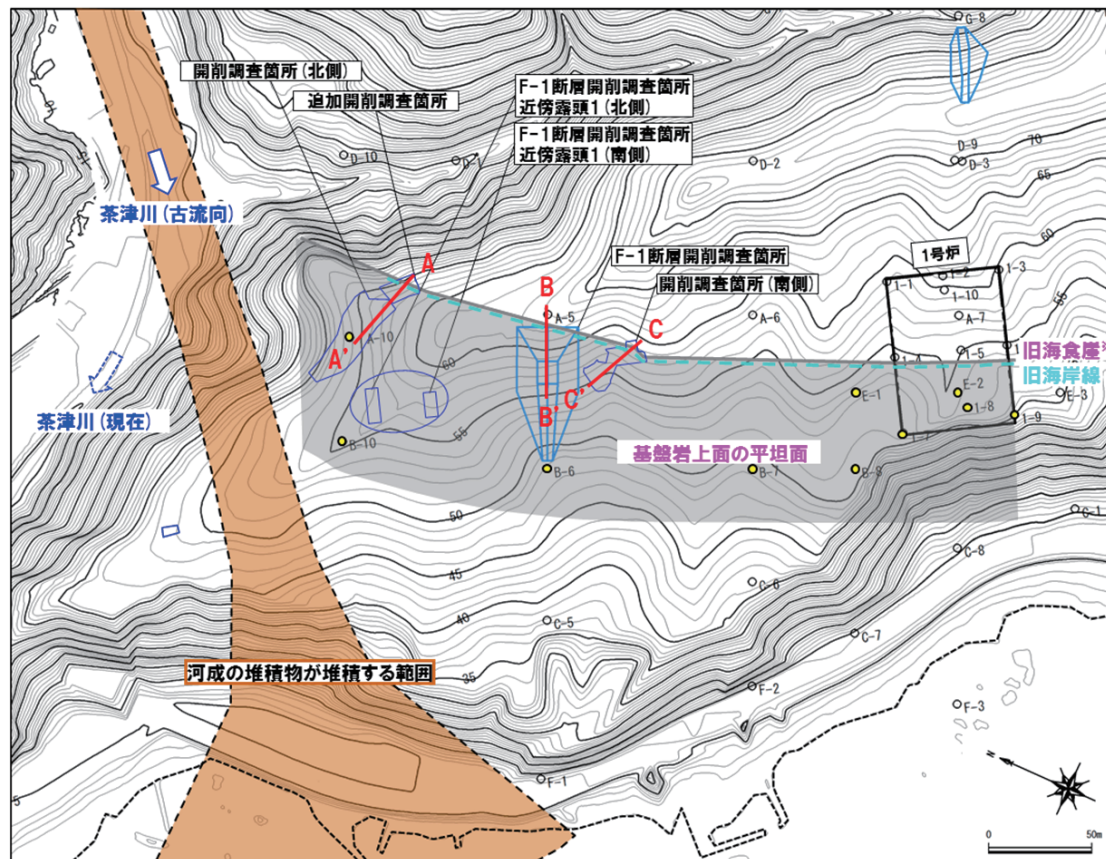 G-8
開削調査箇所(北側)
追加開削調査箇所
F-1断層開削調査箇所
近傍露頭1(北側)
F-1断層開削調査箇所
近傍露頭1(南側)
70
D-10
D-1
D-2
D-9
D-3
65
茶津川(古流向)
60
F-1断層開削調査箇所
開削調査箇所(南側)
1号炉
1-1
1-2
1-3
1-10
55
A
B
C
A-5
A-6
A-7
A-10
A'
60
1-4
1-5
旧海食崖※
旧海岸線
B'
C'
E-1
E-2
E-3
1-8
1-9
茶津川(現在)
B-10
55
基盤岩上面の平坦面
B-6
B-7
B-8
50
C-1
45
C-8
C-6
40
C-5
C-7
河成の堆積物が堆積する範囲
35
F-2
F-3
F-1
5
N
0
50m